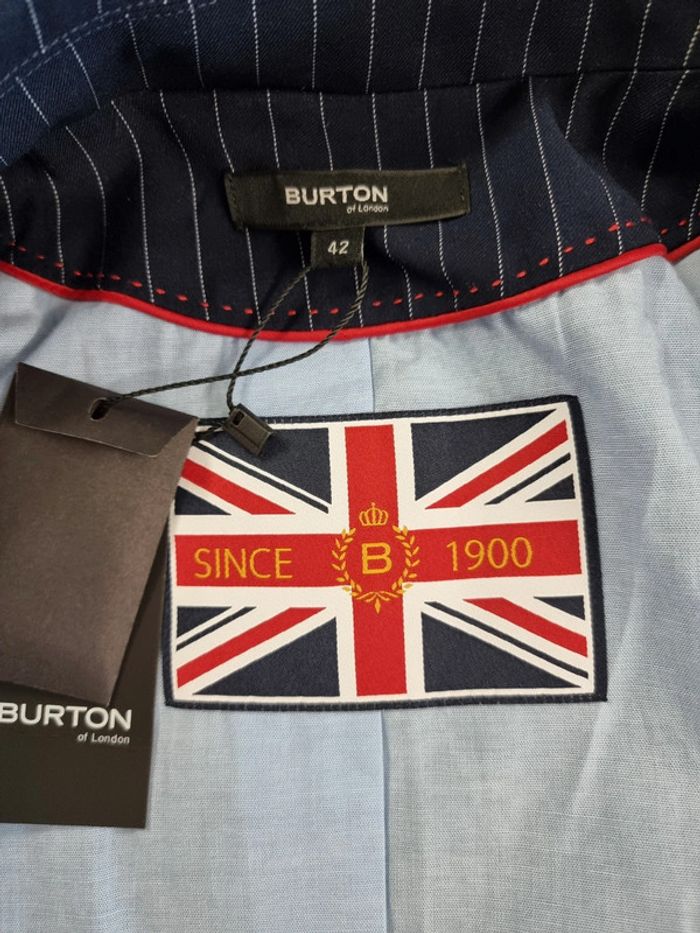 BURTON
of London
42
SINCE B 1900
BURTON
of London